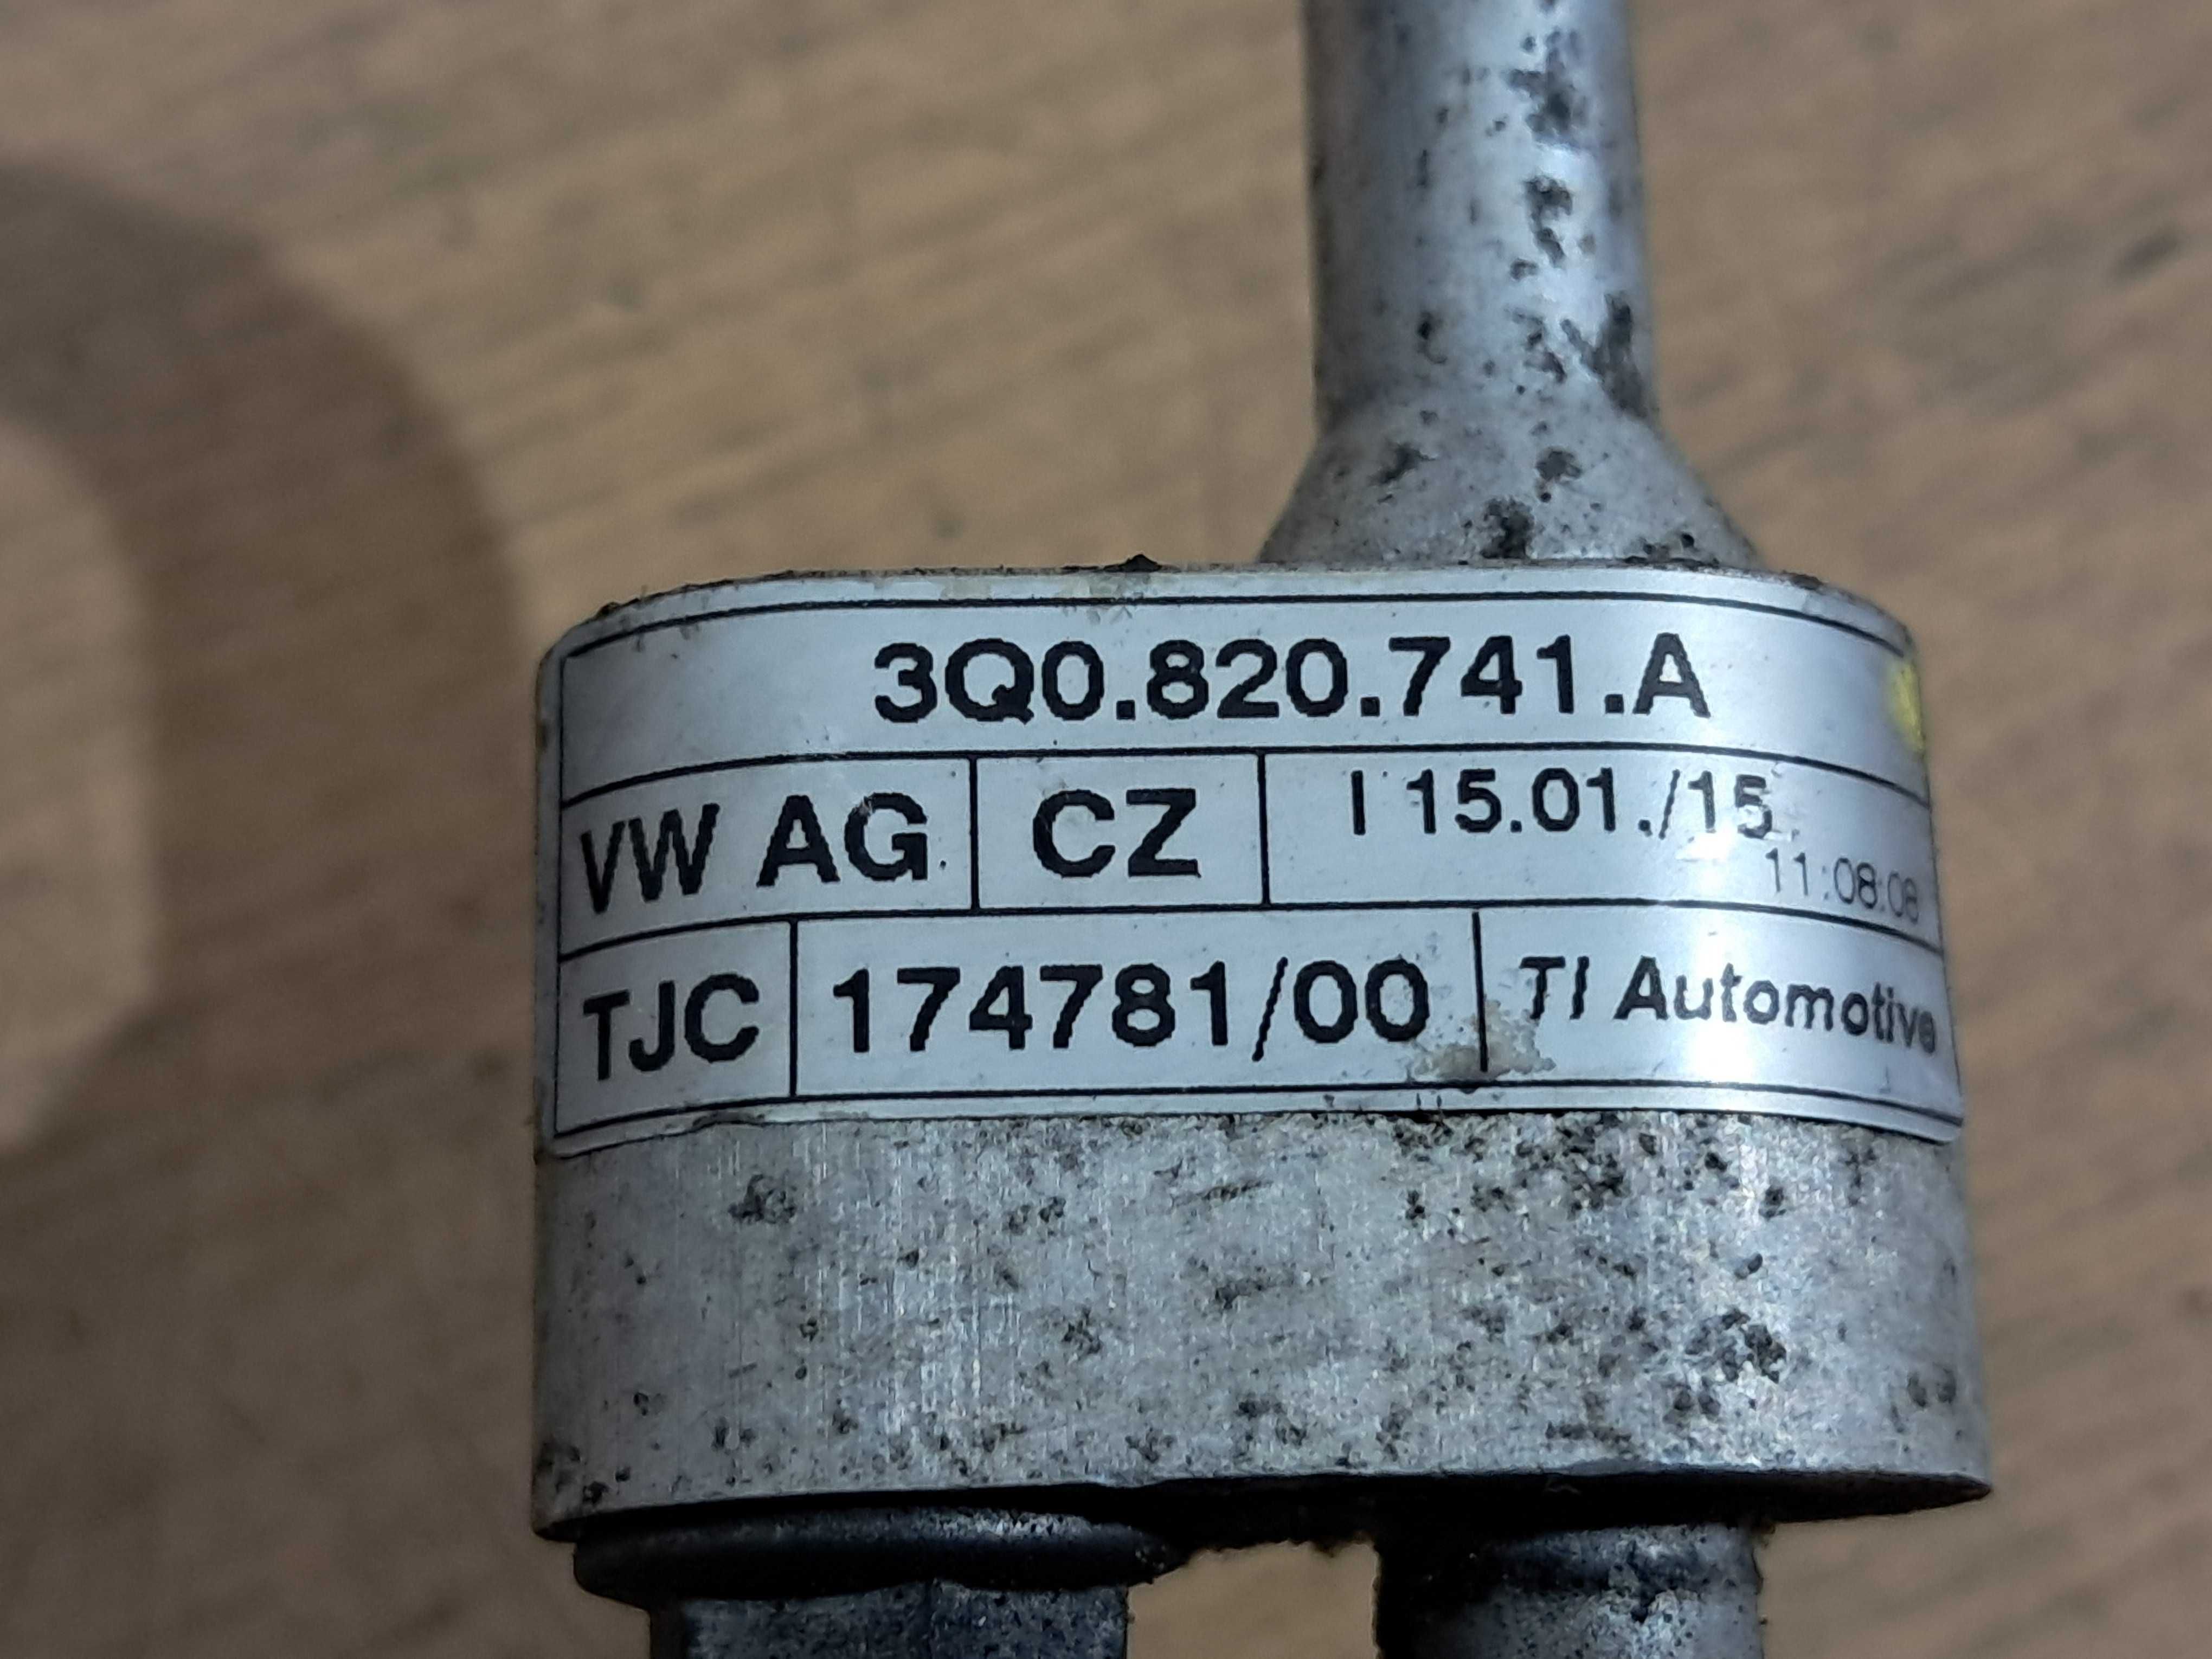 3Q0.820.741.A
VW AG CZ I 15.01./15
11:08:08
TJC 174781/00 TI Automotive